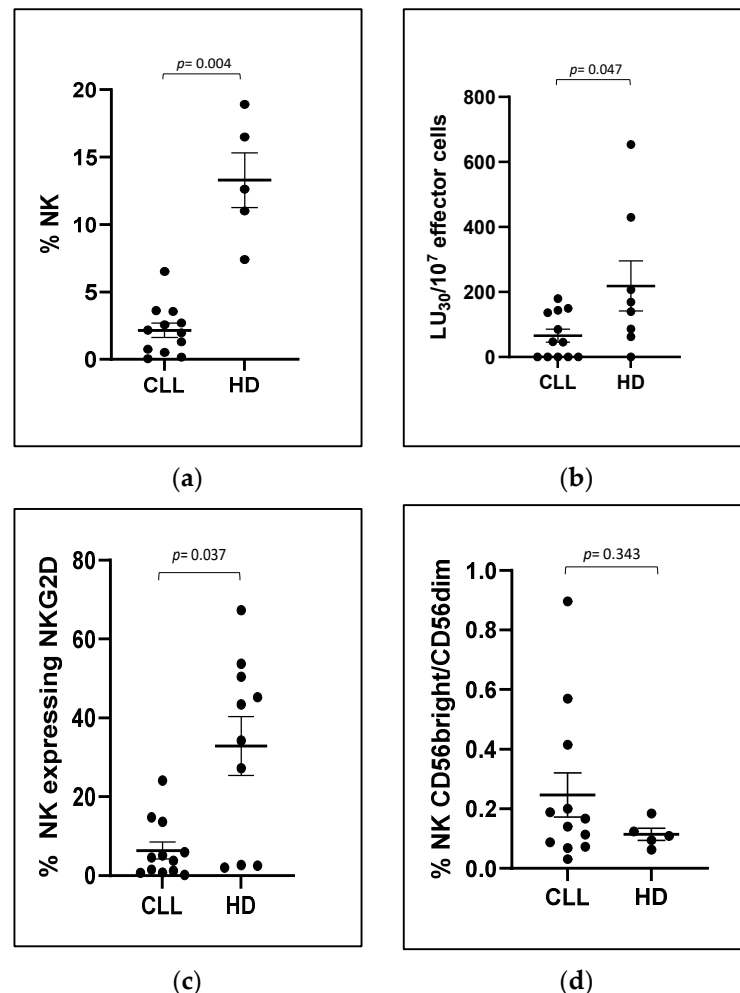 p= 0.004
% NK
20
15
10
5
0
CLL HD
(a)
p= 0.047
LU30/10⁷ effector cells
800
600
400
200
0
CLL HD
(b)
p= 0.037
% NK expressing NKG2D
80
60
40
20
0
CLL HD
(c)
p= 0.343
% NK CD56bright/CD56dim
1.0
0.8
0.6
0.4
0.2
0.0
CLL HD
(d)